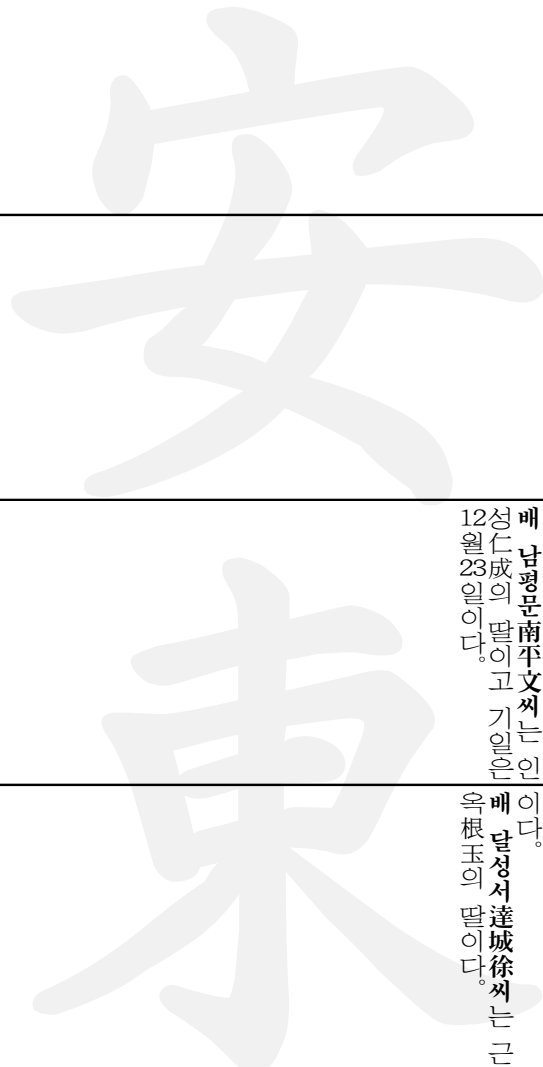 安
東
배 남평문南平文씨는 인
성仁成의 딸이고 기일은
12월23일이다.
이다.
배 달성서達城徐씨는 근
옥根玉의 딸이다.